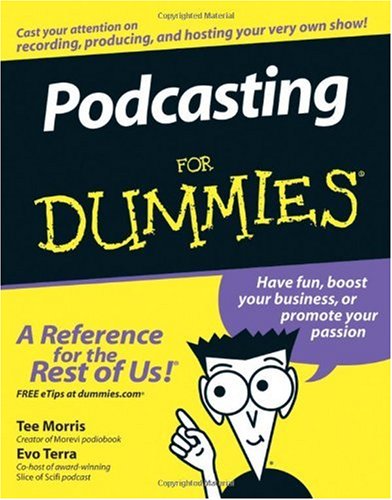 Copyrighted Material
Cast your attention on
recording, producing, and hosting your very own show!
Podcasting
FOR
DUMMIES®
Have fun, boost
your business, or
promote your
passion
A Reference
for the
Rest of Us!®
FREE eTips at dummies.com®
Tee Morris
Creator of Morevi podiobook
Evo Terra
Co-host of award-winning
Slice of Scifi podcast
Copyrighted Material